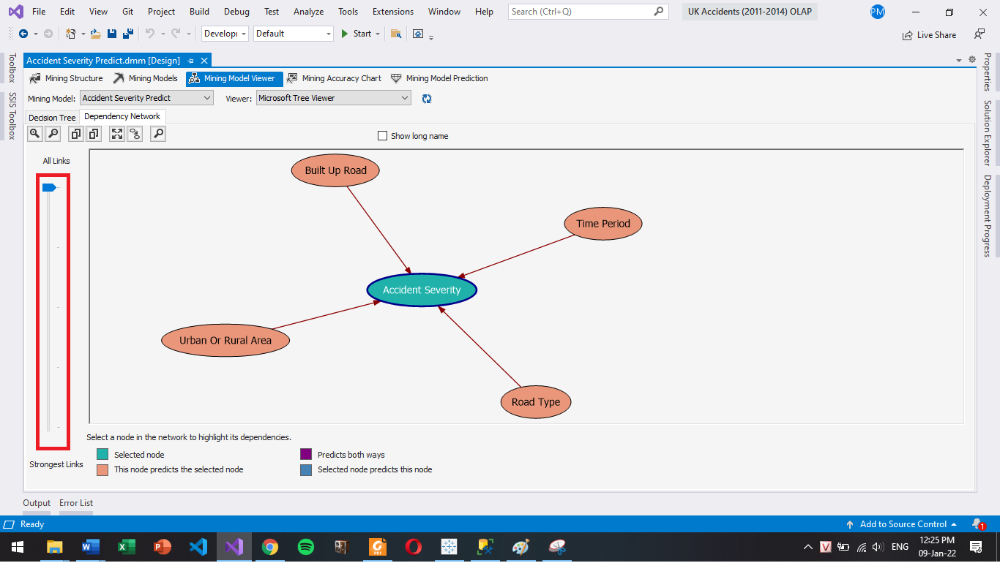 File Edit View Git Project Build Debug Test Analyze Tools Extensions Window Help Search (Ctrl+Q) UK Accidents (2011-2014) OLAP PM
Develop Default Start Live Share
Accident Severity Predict.dmm [Design]
Mining Structure Mining Models Mining Model Viewer Mining Accuracy Chart Mining Model Prediction
Mining Model: Accident Severity Predict Viewer: Microsoft Tree Viewer
Decision Tree Dependency Network
Show long name
All Links
Built Up Road
Time Period
Accident Severity
Urban Or Rural Area
Road Type
Strongest Links
Select a node in the network to highlight its dependencies.
Selected node Predicts both ways
This node predicts the selected node Selected node predicts this node
Toolbox
SSIS Toolbox
Properties
Solution Explorer
Deployment Progress
Output Error List
Ready Add to Source Control 1
ENG 12:25 PM
09-Jan-22